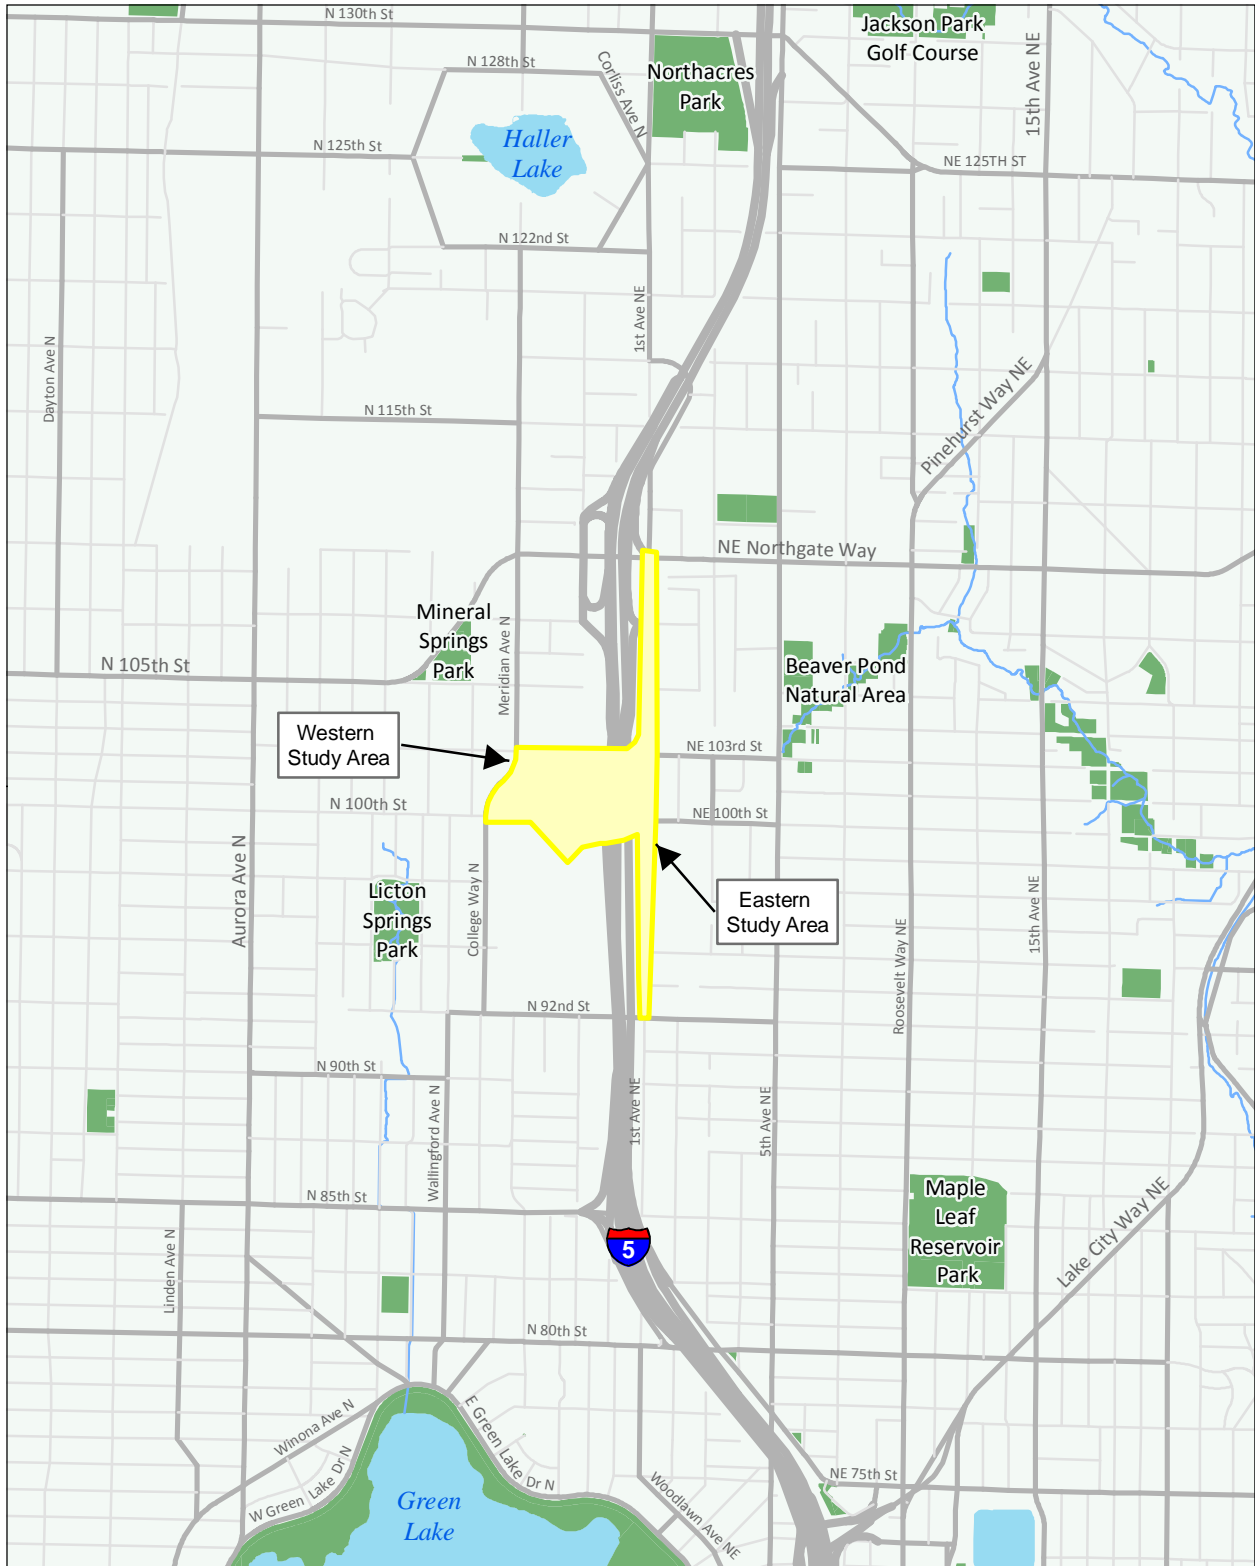 N 130th St
Jackson Park
Golf Course
N 128th St
Corliss Ave N
Northacres
Park
15th Ave NE
Haller
Lake
N 125th St
NE 125TH ST
N 122nd St
1st Ave NE
Dayton Ave N
N 115th St
Pinehurst Way NE
NE Northgate Way
Mineral
Springs
Park
Meridian Ave N
N 105th St
Beaver Pond
Natural Area
Western
Study Area
NE 103rd St
N 100th St
NE 100th St
Aurora Ave N
College Way N
Licton
Springs
Park
Eastern
Study Area
15th Ave NE
Roosevelt Way NE
N 92nd St
N 90th St
Wallingford Ave N
1st Ave NE
5th Ave NE
N 85th St
Maple
Leaf
Reservoir
Park
Lake City Way NE
Linden Ave N
5
N 80th St
Winona Ave N
E Green Lake Dr N
W Green Lake Dr N
NE 75th St
Woodlawn Ave NE
Green
Lake